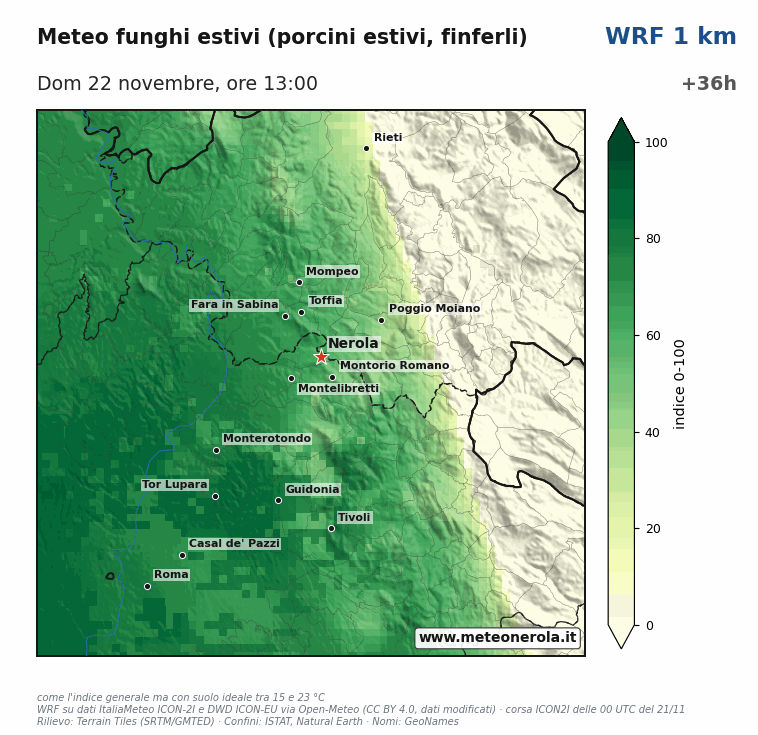 Meteo funghi estivi (porcini estivi, finferli)
WRF 1 km
Dom 22 novembre, ore 13:00
+36h
Rieti
Mompeo
Toffia
Fara in Sabina
Poggio Moiano
Nerola
Montorio Romano
Montelibretti
Monterotondo
Tor Lupara
Guidonia
Tivoli
Casal de' Pazzi
Roma
www.meteonerola.it
100
80
60
40
20
0
indice 0-100
come l'indice generale ma con suolo ideale tra 15 e 23 °C
WRF su dati ItaliaMeteo ICON-2I e DWD ICON-EU via Open-Meteo (CC BY 4.0, dati modificati) · corsa ICON2I delle 00 UTC del 21/11
Rilievo: Terrain Tiles (SRTM/GMTED) · Confini: ISTAT, Natural Earth · Nomi: GeoNames